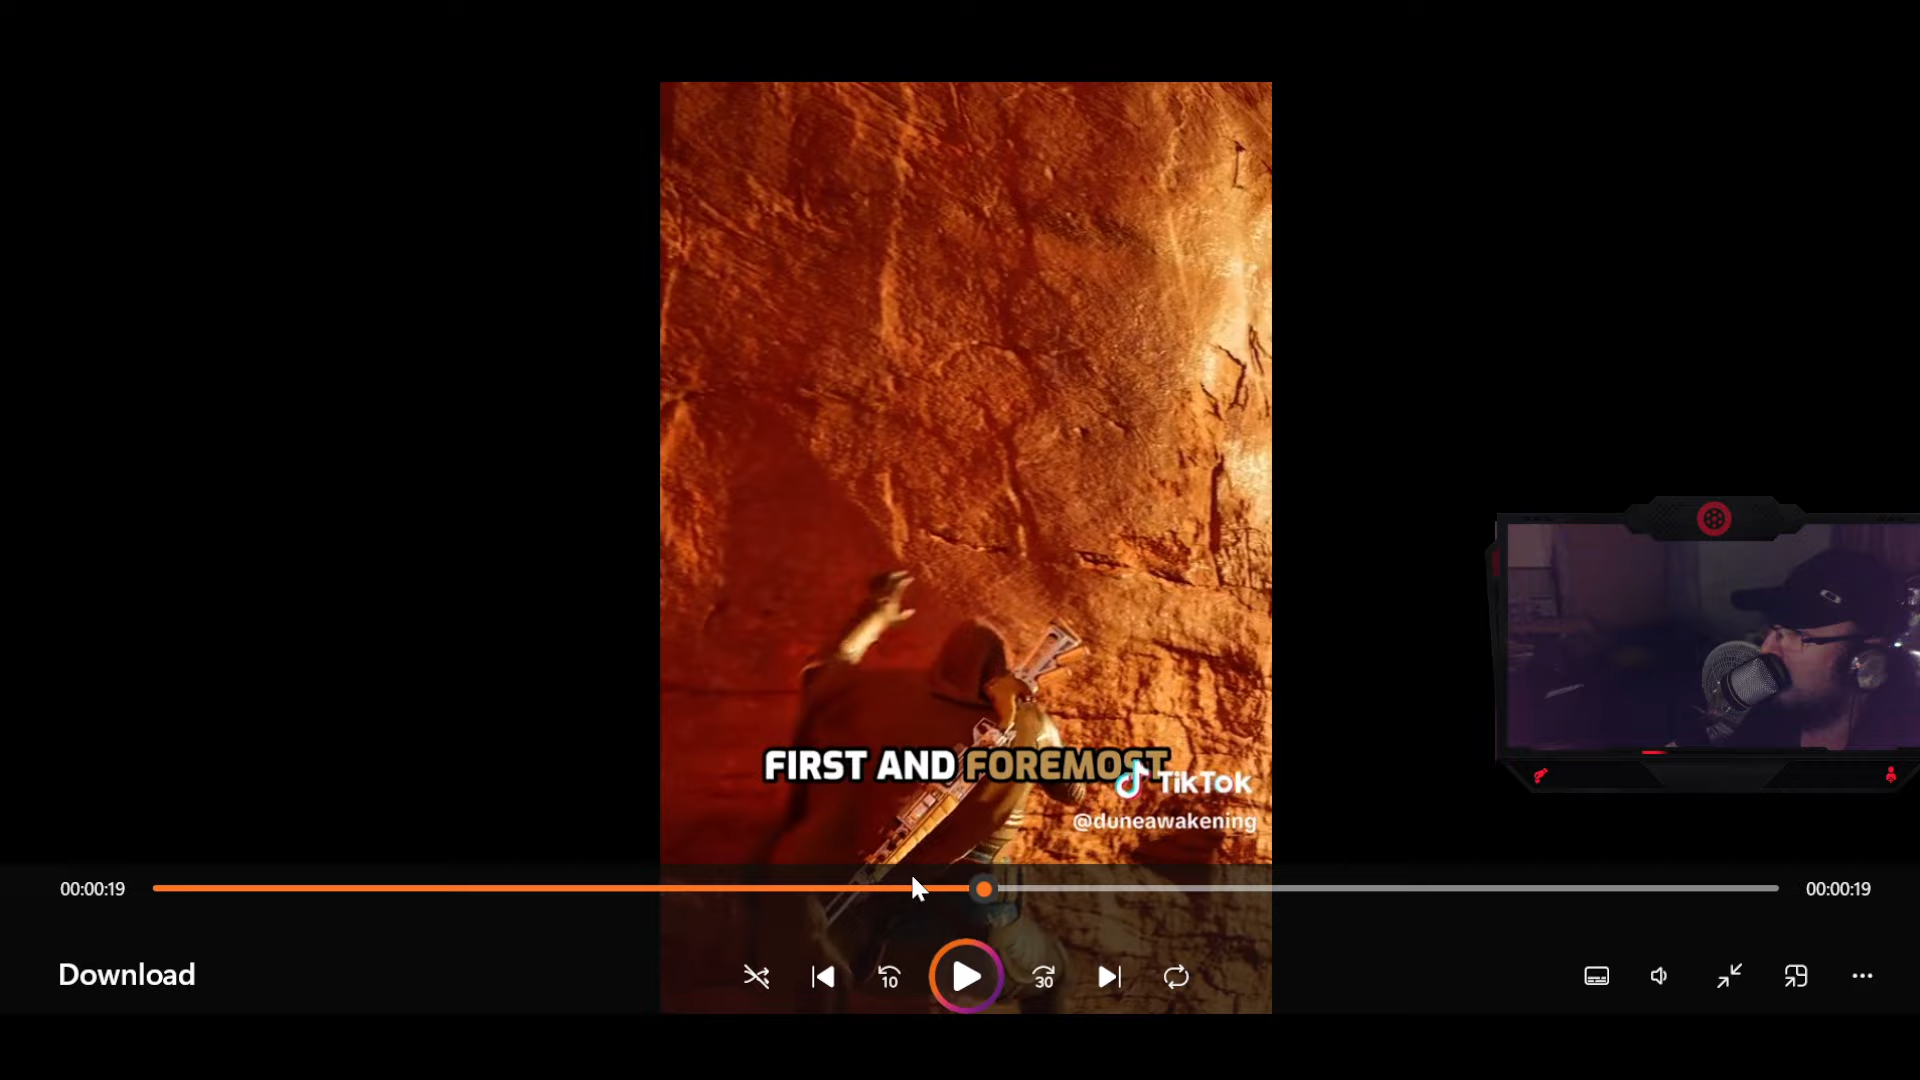 FIRST AND FOREMOST
TikTok
@duneawakening
00:00:19
00:00:19
Download
10
30